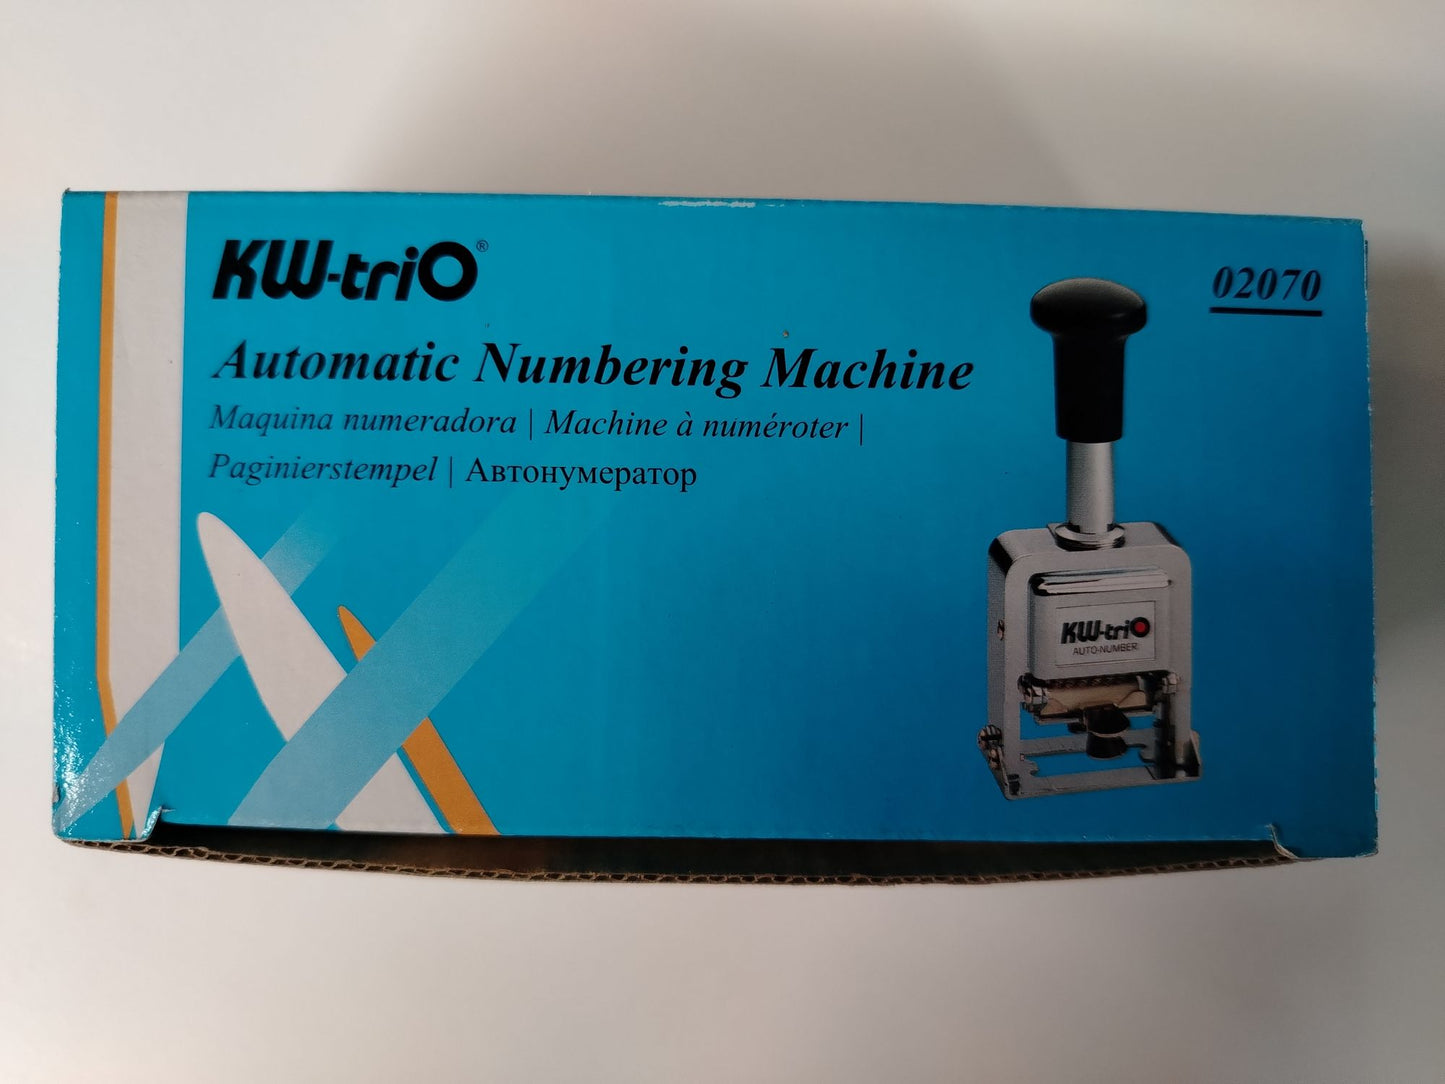 KW-triO®
02070
Automatic Numbering Machine
Maquina numeradora | Machine à numéroter |
Paginierstempel | Автонумератор
KW-triO
AUTO-NUMBER